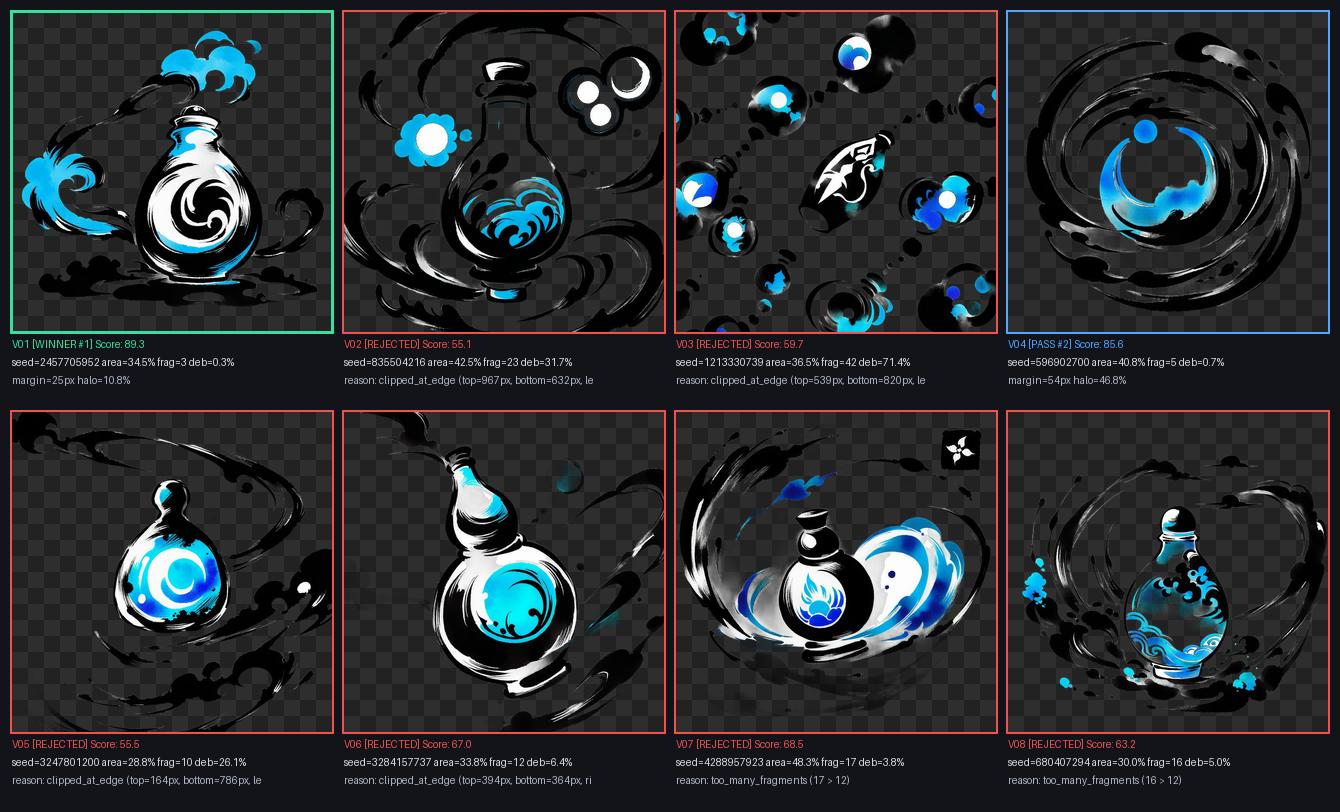 V01 [WINNER #1] Score: 89.3
seed=2457705952 area=34.5% frag=3 deb=0.3%
margin=25px halo=10.8%
V02 [REJECTED] Score: 55.1
seed=835504216 area=42.5% frag=23 deb=31.7%
reason: clipped_at_edge (top=967px, bottom=632px, le
V03 [REJECTED] Score: 59.7
seed=1213330739 area=36.5% frag=42 deb=71.4%
reason: clipped_at_edge (top=539px, bottom=820px, le
V04 [PASS #2] Score: 85.6
seed=596902700 area=40.8% frag=5 deb=0.7%
margin=54px halo=46.8%
V05 [REJECTED] Score: 55.5
seed=3247801200 area=28.8% frag=10 deb=26.1%
reason: clipped_at_edge (top=164px, bottom=786px, le
V06 [REJECTED] Score: 67.0
seed=3284157737 area=33.8% frag=12 deb=6.4%
reason: clipped_at_edge (top=394px, bottom=364px, ri
V07 [REJECTED] Score: 68.5
seed=4288957923 area=48.3% frag=17 deb=3.8%
reason: too_many_fragments (17 > 12)
V08 [REJECTED] Score: 63.2
seed=680407294 area=30.0% frag=16 deb=5.0%
reason: too_many_fragments (16 > 12)